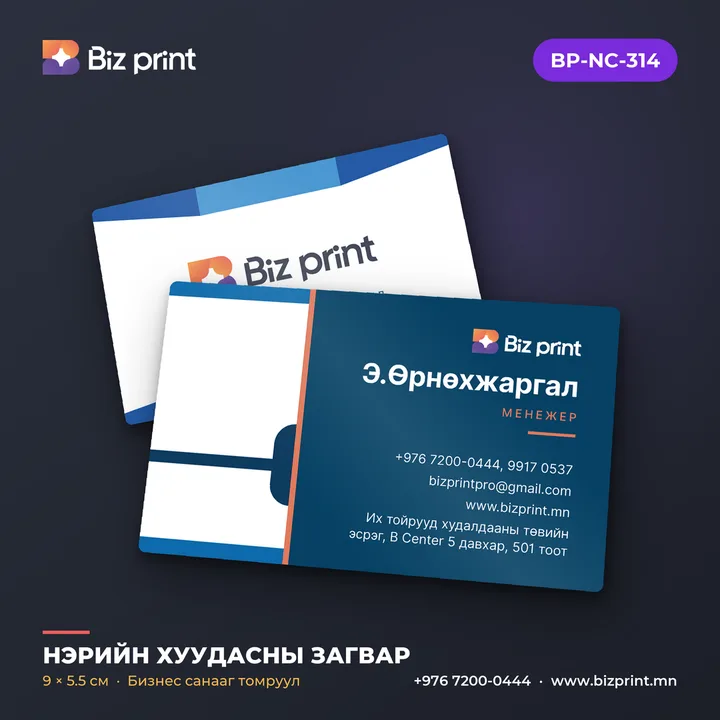 Biz print
BP-NC-314
Biz print
Biz print
Э.Өрнөхжаргал
МЕНЕЖЕР
+976 7200-0444, 9917 0537
bizprintpro@gmail.com
www.bizprint.mn
Их тойрууд худалдааны төвийн
эсрэг, B Center 5 давхар, 501 тоот
НЭРИЙН ХУУДАСНЫ ЗАГВАР
9 × 5.5 см · Бизнес санааг томруул
+976 7200-0444 · www.bizprint.mn